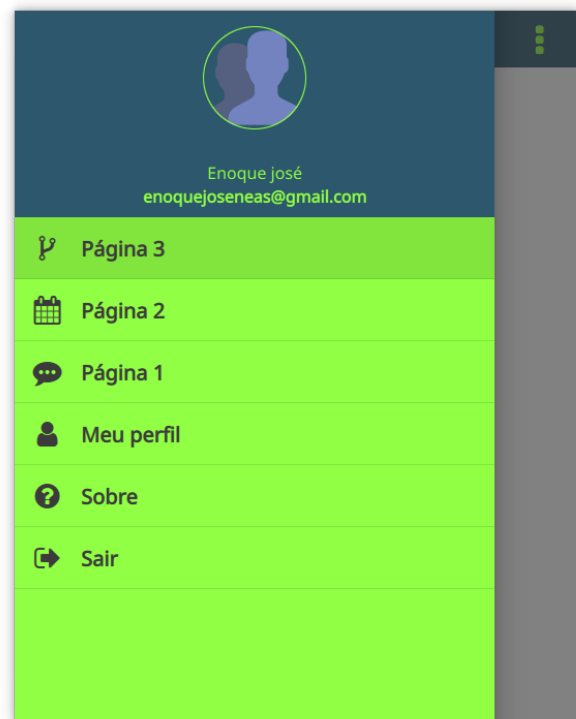 Enoque josé
enoquejoseneas@gmail.com
Página 3
Página 2
Página 1
Meu perfil
Sobre
Sair